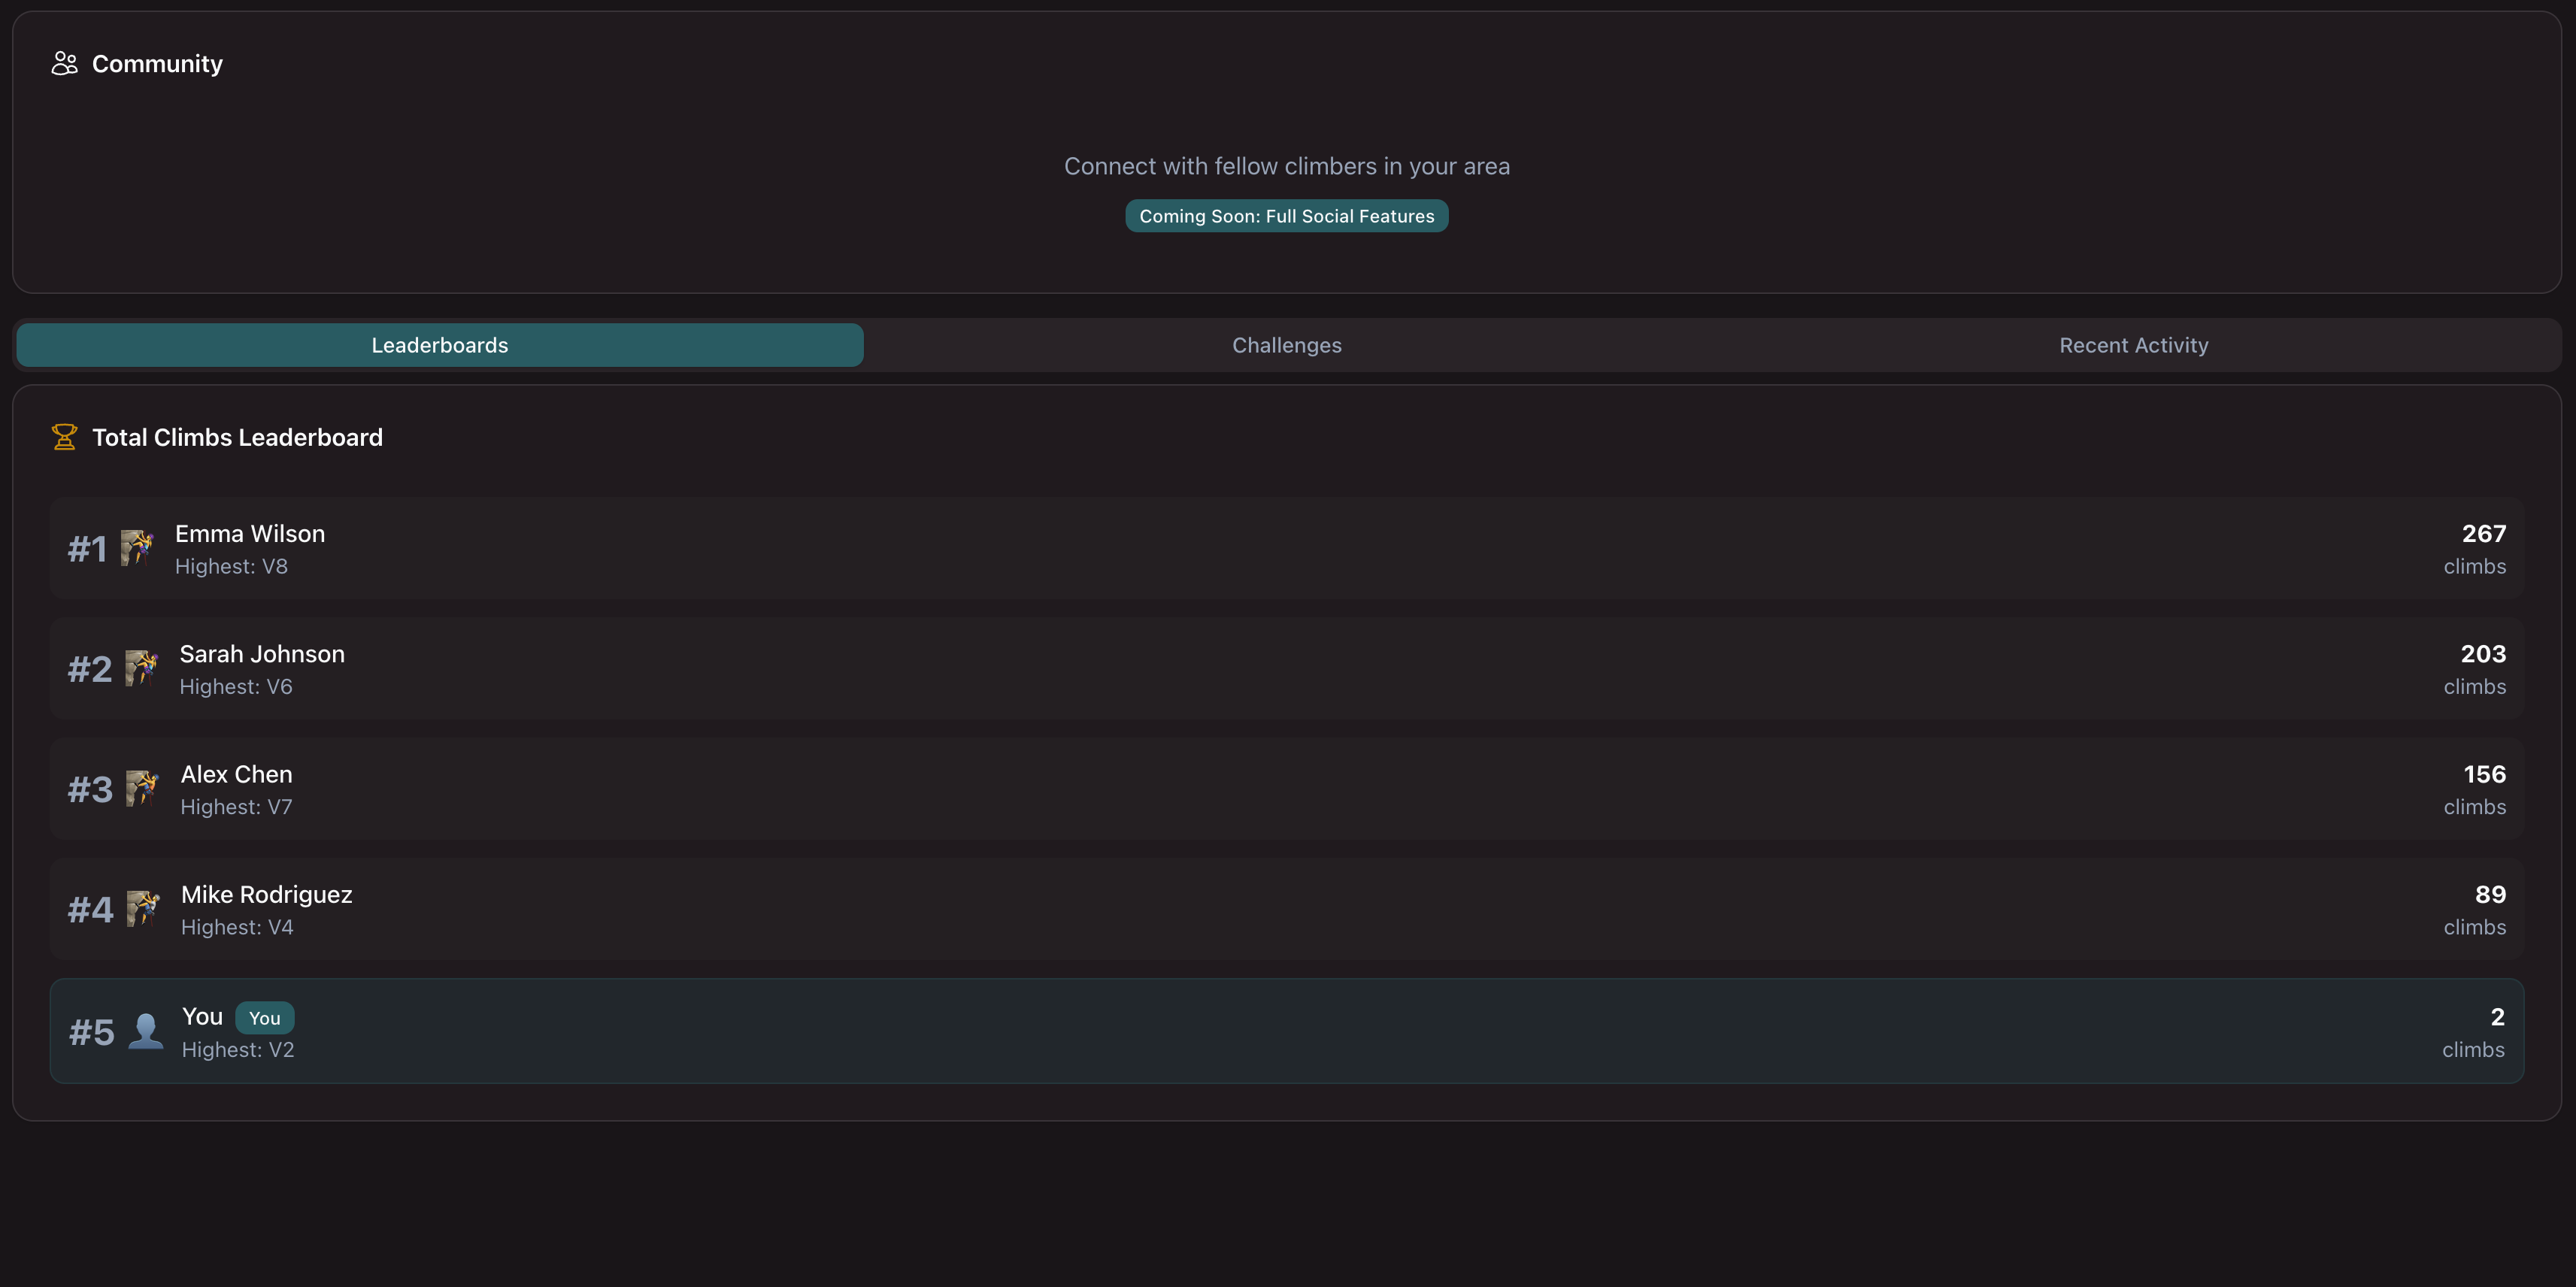 Community
Connect with fellow climbers in your area
Coming Soon: Full Social Features
Leaderboards Challenges Recent Activity
Total Climbs Leaderboard
#1 Emma Wilson 267
Highest: V8 climbs
#2 Sarah Johnson 203
Highest: V6 climbs
#3 Alex Chen 156
Highest: V7 climbs
#4 Mike Rodriguez 89
Highest: V4 climbs
#5 You You 2
Highest: V2 climbs